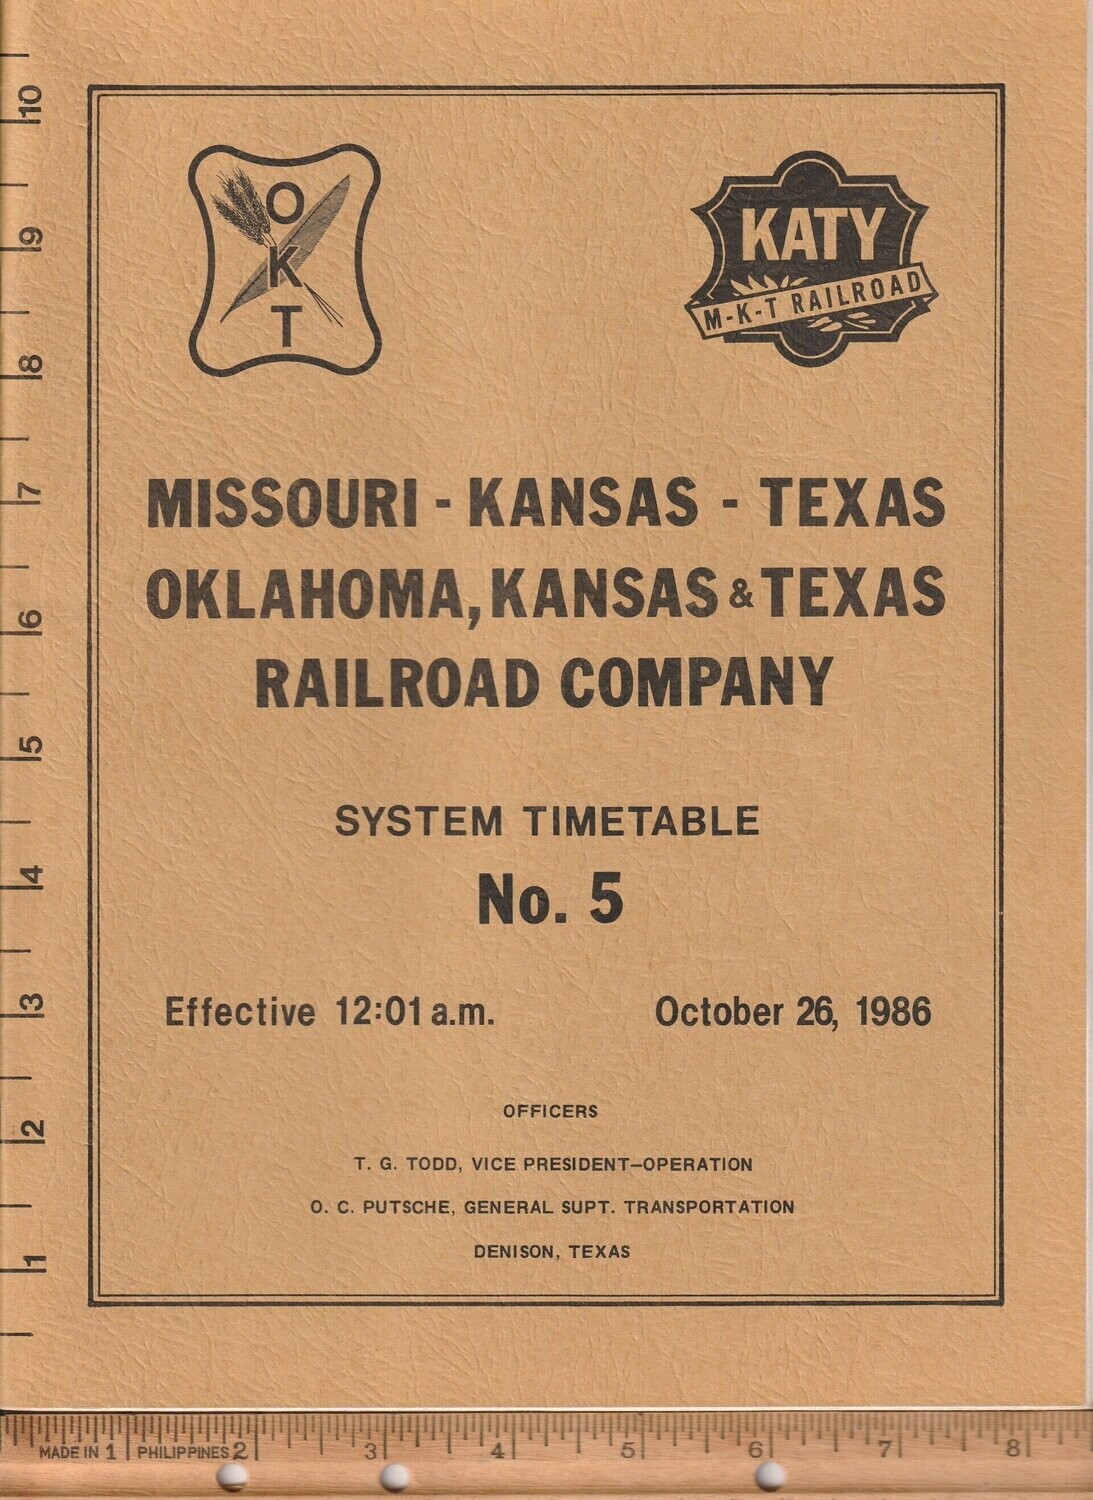 O
K
T
KATY
M-K-T RAILROAD
MISSOURI - KANSAS - TEXAS
OKLAHOMA, KANSAS & TEXAS
RAILROAD COMPANY
SYSTEM TIMETABLE
No. 5
Effective 12:01 a.m. October 26, 1986
OFFICERS
T. G. TODD, VICE PRESIDENT–OPERATION
O. C. PUTSCHE, GENERAL SUPT. TRANSPORTATION
DENISON, TEXAS
10
9
8
7
6
5
4
3
2
1
MADE IN 1 PHILIPPINES 2 3 4 5 6 7 8